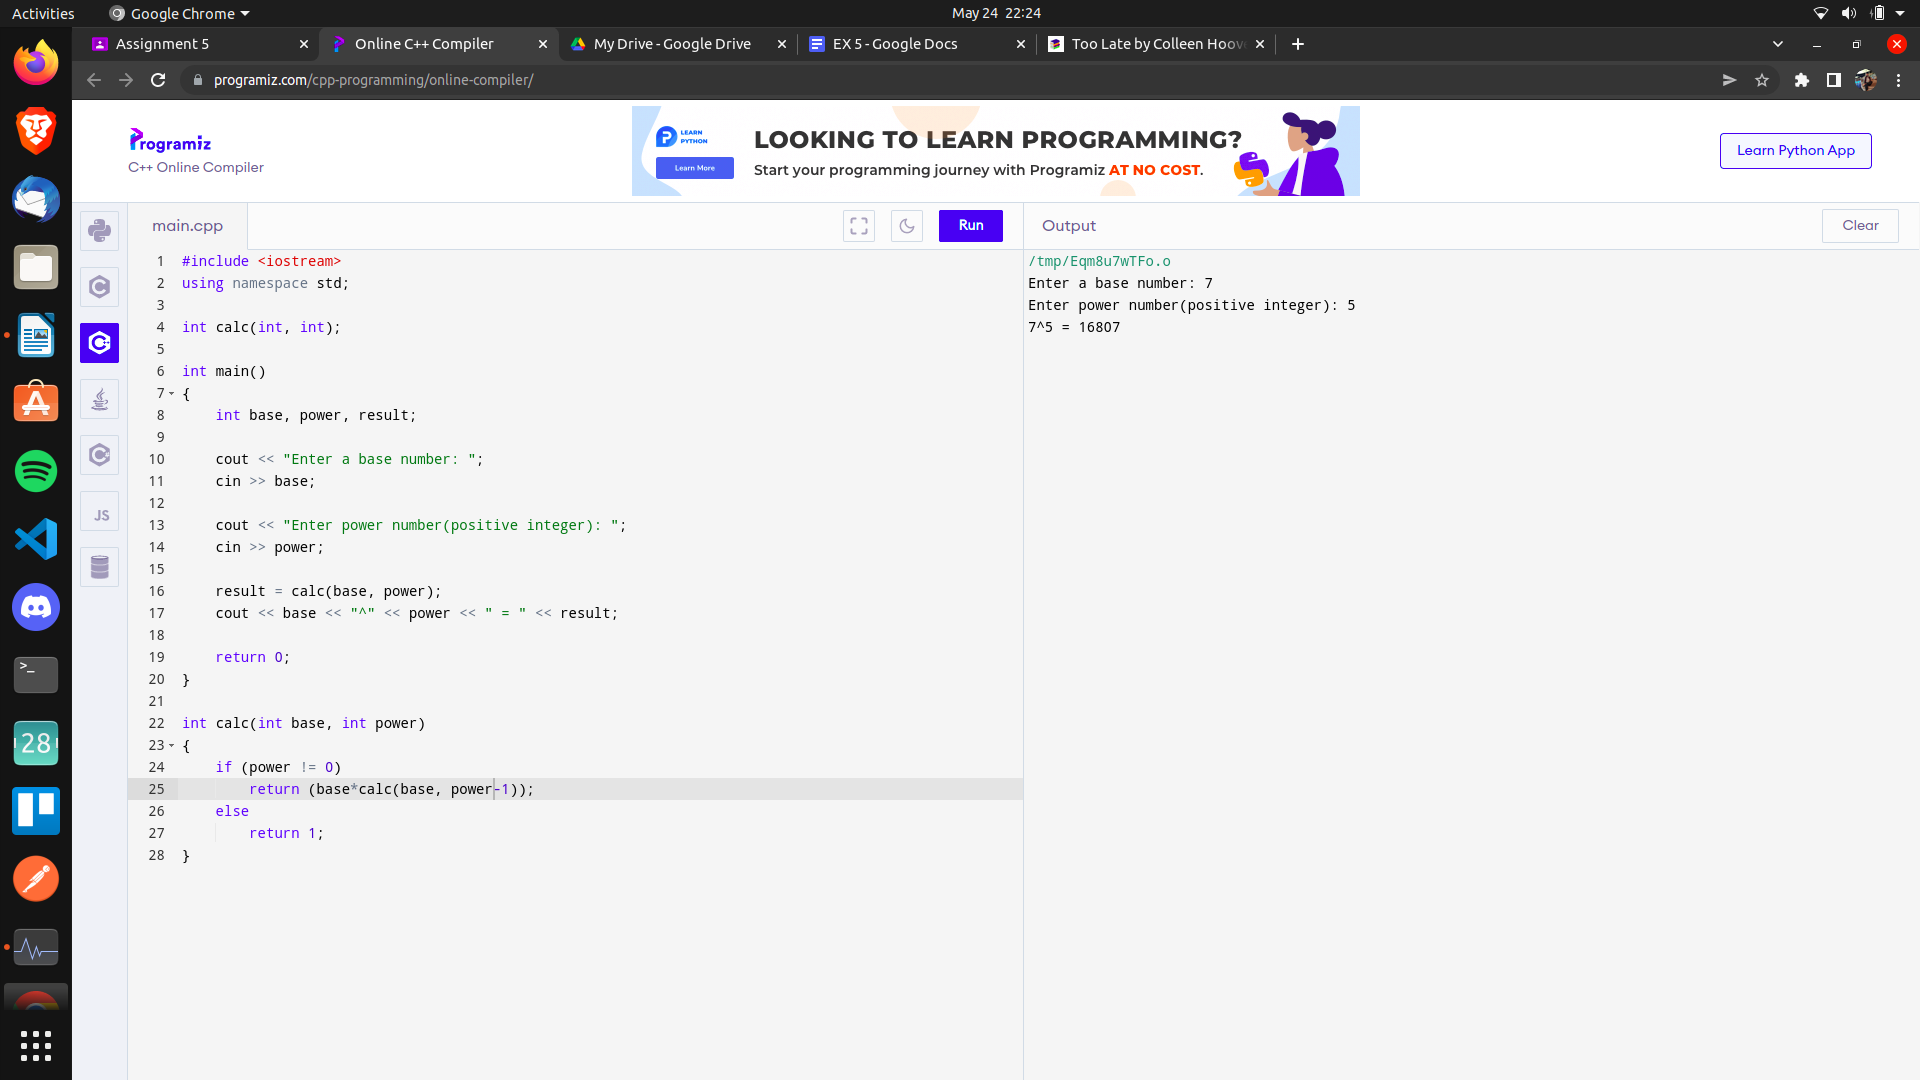 Activities
Google Chrome
May 24 22:24
Assignment 5
Online C++ Compiler
My Drive - Google Drive
EX 5 - Google Docs
Too Late by Colleen Hoov
programiz.com/cpp-programming/online-compiler/
Programiz
C++ Online Compiler
LEARN
PYTHON
Learn More
LOOKING TO LEARN PROGRAMMING?
Start your programming journey with Programiz AT NO COST.
Learn Python App
main.cpp
Run
Output
Clear
1 #include <iostream>
2 using namespace std;
3
4 int calc(int, int);
5
6 int main()
7 {
8     int base, power, result;
9
10     cout << "Enter a base number: ";
11     cin >> base;
12
13     cout << "Enter power number(positive integer): ";
14     cin >> power;
15
16     result = calc(base, power);
17     cout << base << "^" << power << " = " << result;
18
19     return 0;
20 }
21
22 int calc(int base, int power)
23 {
24     if (power != 0)
25         return (base*calc(base, power-1));
26     else
27         return 1;
28 }
/tmp/Eqm8u7wTFo.o
Enter a base number: 7
Enter power number(positive integer): 5
7^5 = 16807
JS
>_
28